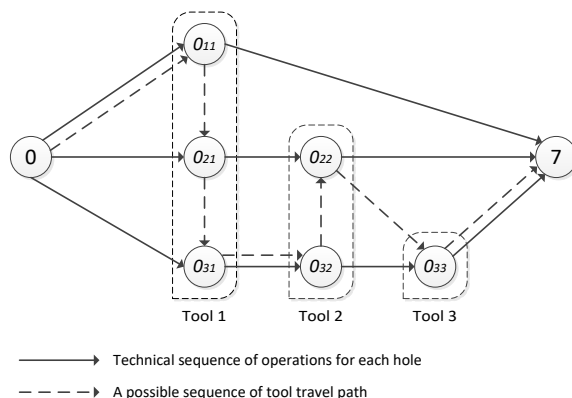 0
O11
O21
O22
O31
O32
O33
7
Tool 1
Tool 2
Tool 3
Technical sequence of operations for each hole
A possible sequence of tool travel path